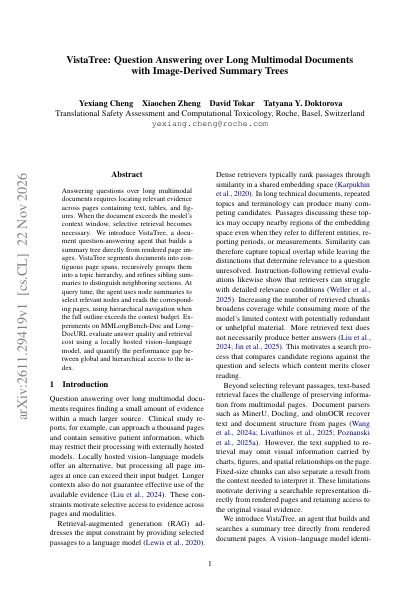 VistaTree: Question Answering over Long Multimodal Documents
with Image-Derived Summary Trees
Yexiang Cheng Xiaochen Zheng David Tokar Tatyana Y. Doktorova
Translational Safety Assessment and Computational Toxicology, Roche, Basel, Switzerland
yexiang.cheng@roche.com
arXiv:2611.29419v1 [cs.CL] 22 Nov 2026
Abstract
Answering questions over long multimodal
documents requires locating relevant evidence
across pages containing text, tables, and fig-
ures. When the document exceeds the model's
context window, selective retrieval becomes
necessary. We introduce VistaTree, a docu-
ment question-answering agent that builds a
summary tree directly from rendered page im-
ages. VistaTree segments documents into con-
tiguous page spans, recursively groups them
into a topic hierarchy, and refines sibling sum-
maries to distinguish neighboring sections. At
query time, the agent uses node summaries to
select relevant nodes and reads the correspond-
ing pages, using hierarchical navigation when
the full outline exceeds the context budget. Ex-
periments on MMLongBench-Doc and Long-
DocURL evaluate answer quality and retrieval
cost using a locally hosted vision–language
model, and quantify the performance gap be-
tween global and hierarchical access to the in-
dex.
1 Introduction
Question answering over long multimodal docu-
ments requires finding a small amount of evidence
within a much larger source. Clinical study re-
ports, for example, can approach a thousand pages
and contain sensitive patient information, which
may restrict their processing with externally hosted
models. Locally hosted vision–language models
offer an alternative, but processing all page im-
ages at once can exceed their input budget. Longer
contexts also do not guarantee effective use of the
available evidence (Liu et al., 2024). These con-
straints motivate selective access to evidence across
pages and modalities.
Retrieval-augmented generation (RAG) ad-
dresses the input constraint by providing selected
passages to a language model (Lewis et al., 2020).
Dense retrievers typically rank passages through
similarity in a shared embedding space (Karpukhin
et al., 2020). In long technical documents, repeated
topics and terminology can produce many com-
peting candidates. Passages discussing these top-
ics may occupy nearby regions of the embedding
space even when they refer to different entities, re-
porting periods, or measurements. Similarity can
therefore capture topical overlap while leaving the
distinctions that determine relevance to a question
unresolved. Instruction-following retrieval evalu-
ations likewise show that retrievers can struggle
with detailed relevance conditions (Weller et al.,
2025). Increasing the number of retrieved chunks
broadens coverage while consuming more of the
model's limited context with potentially redundant
or unhelpful material. More retrieved text does
not necessarily produce better answers (Liu et al.,
2024; Jin et al., 2025). This motivates a search pro-
cess that compares candidate regions against the
question and selects which content merits closer
reading.
Beyond selecting relevant passages, text-based
retrieval faces the challenge of preserving informa-
tion from multimodal pages. Document parsers
such as MinerU, Docling, and olmOCR recover
text and document structure from pages (Wang
et al., 2024a; Livathinos et al., 2025; Poznanski
et al., 2025a). However, the text supplied to re-
trieval may omit visual information carried by
charts, figures, and spatial relationships on the page.
Fixed-size chunks can also separate a result from
the context needed to interpret it. These limitations
motivate deriving a searchable representation di-
rectly from rendered pages and retaining access to
the original visual evidence.
We introduce VistaTree, an agent that builds and
searches a summary tree directly from rendered
document pages. A vision–language model identi-
1